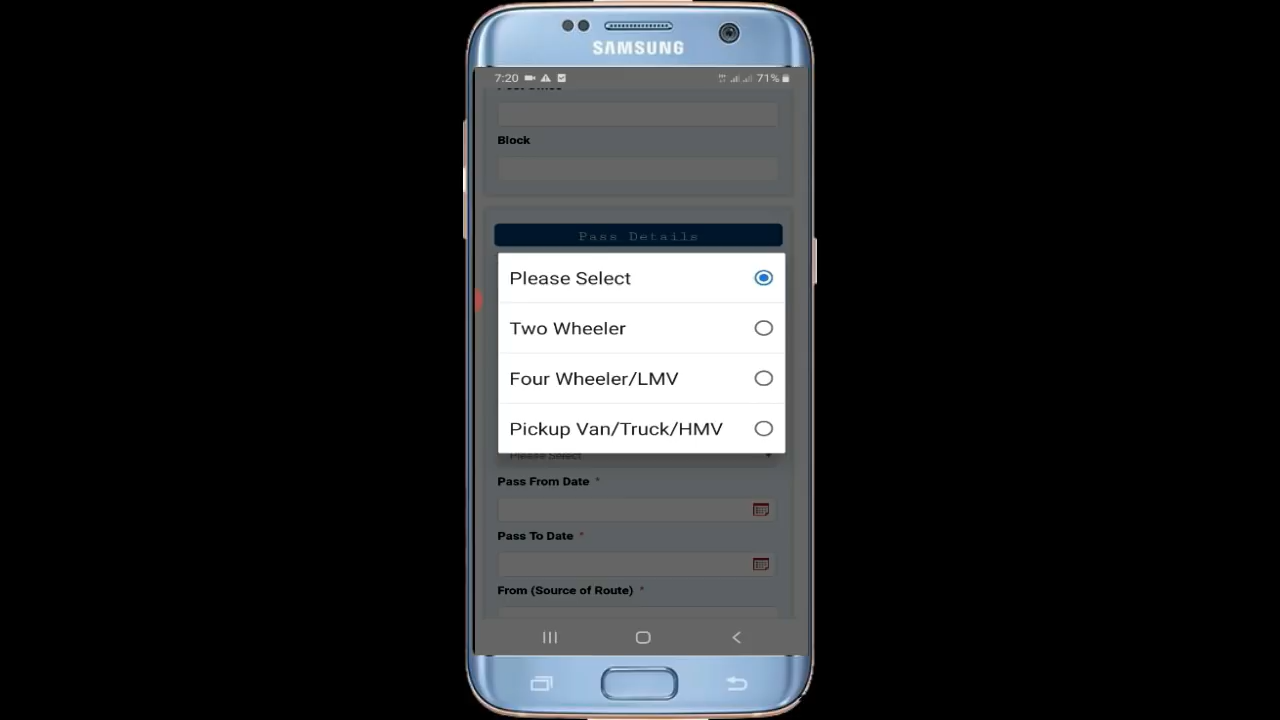 SAMSUNG
7:20
71%
Block
Pass Details
Please Select
Two Wheeler
Four Wheeler/LMV
Pickup Van/Truck/HMV
Please Select
Pass From Date *
Pass To Date *
From (Source of Route) *